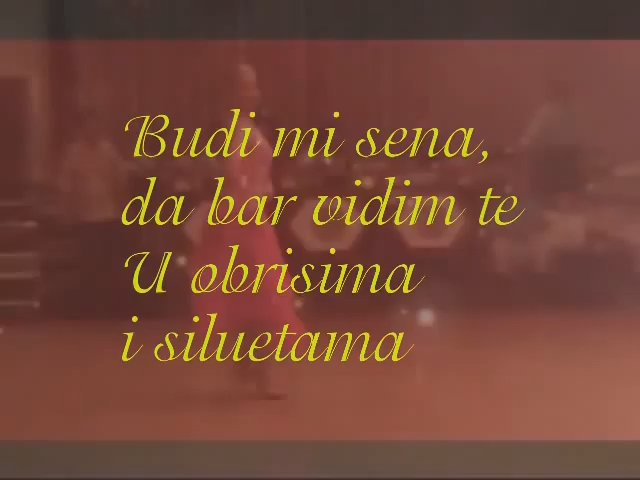 Budi mi sena,
da bar vidim te
U obrisima
i siluetama